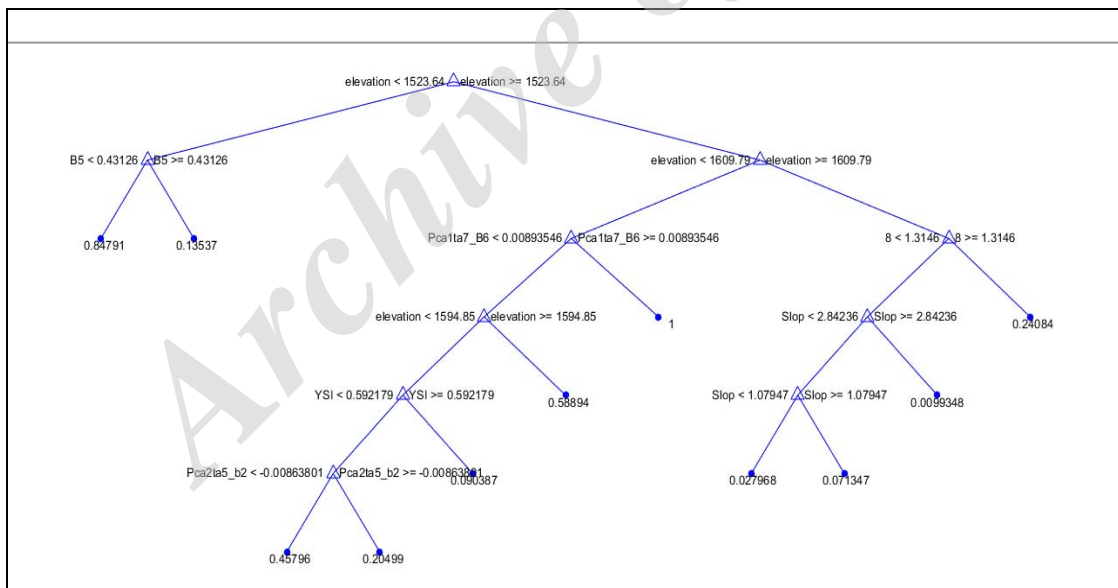 Archive
elevation < 1523.64 elevation >= 1523.64
B5 < 0.43126 B5 >= 0.43126
elevation < 1609.79 elevation >= 1609.79
0.84791
0.13537
Pca1ta7_B6 < 0.00893546 Pca1ta7_B6 >= 0.00893546
8 < 1.3146 8 >= 1.3146
elevation < 1594.85 elevation >= 1594.85
1
Slop < 2.84236 Slop >= 2.84236
0.24084
YSI < 0.592179 YSI >= 0.592179
0.58894
Slop < 1.07947 Slop >= 1.07947
0.0099348
Pca2ta5_b2 < -0.00863801 Pca2ta5_b2 >= -0.00863801
0.090387
0.027968
0.071347
0.45796
0.20499